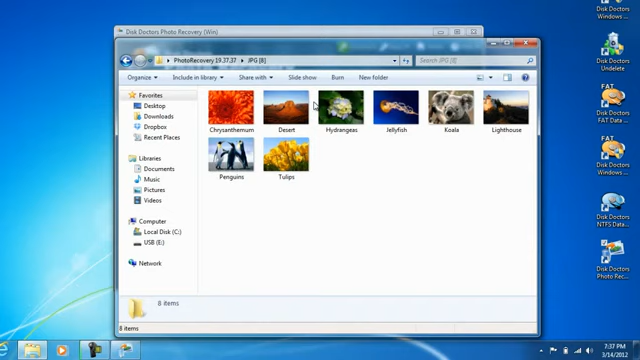 Disk Doctors Photo Recovery (WIN)
PhotoRecovery 19.37.37 ▸ JPG [8]
Search JPG [8]
Organize
Include in library
Share with
Slide show
Burn
New folder
Favorites
Desktop
Downloads
Dropbox
Recent Places
Libraries
Documents
Music
Pictures
Videos
Computer
Local Disk (C:)
USB (E:)
Network
Chrysanthemum
Desert
Hydrangeas
Jellyfish
Koala
Lighthouse
Penguins
Tulips
8 items
8 items
Disk Doctors
Windows ...
Disk Doctors
Undelete
FAT
Disk Doctors
FAT Data...
FAT
Disk Doctors
Windows ...
Disk Doctors
NTFS Data...
Disk Doctors
Photo Rec...
7:37 PM
3/14/2012